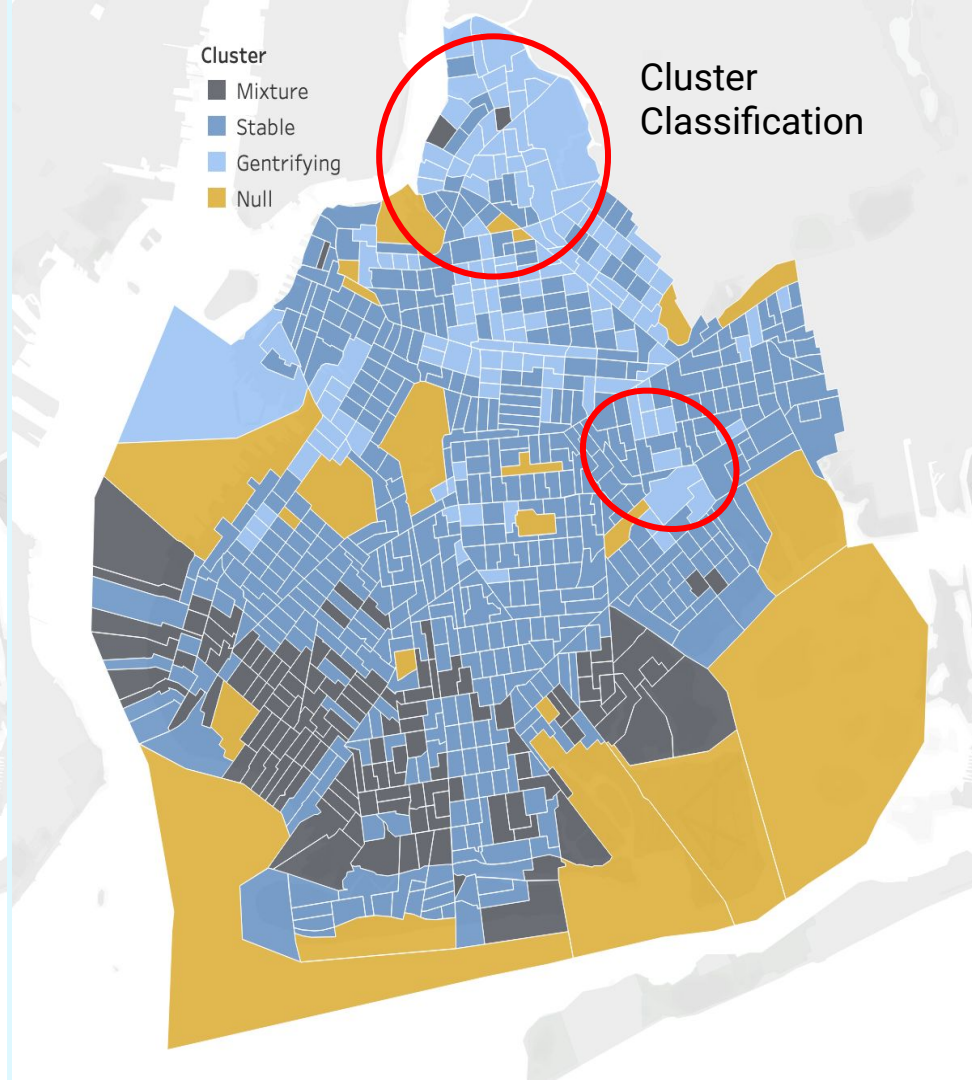 Cluster
Mixture
Stable
Gentrifying
Null
Cluster
Classification